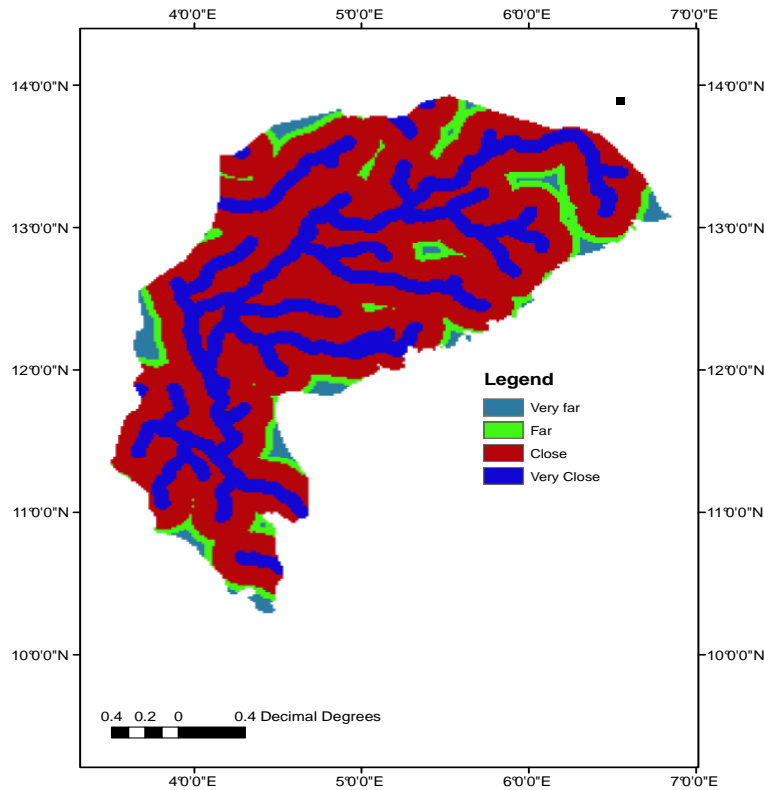 4°0'0"E 5°0'0"E 6°0'0"E 7°0'0"E
14°0'0"N 14°0'0"N
13°0'0"N 13°0'0"N
12°0'0"N 12°0'0"N
Legend
Very far
Far
Close
Very Close
11°0'0"N 11°0'0"N
10°0'0"N 10°0'0"N
0.4 0.2 0 0.4 Decimal Degrees
4°0'0"E 5°0'0"E 6°0'0"E 7°0'0"E